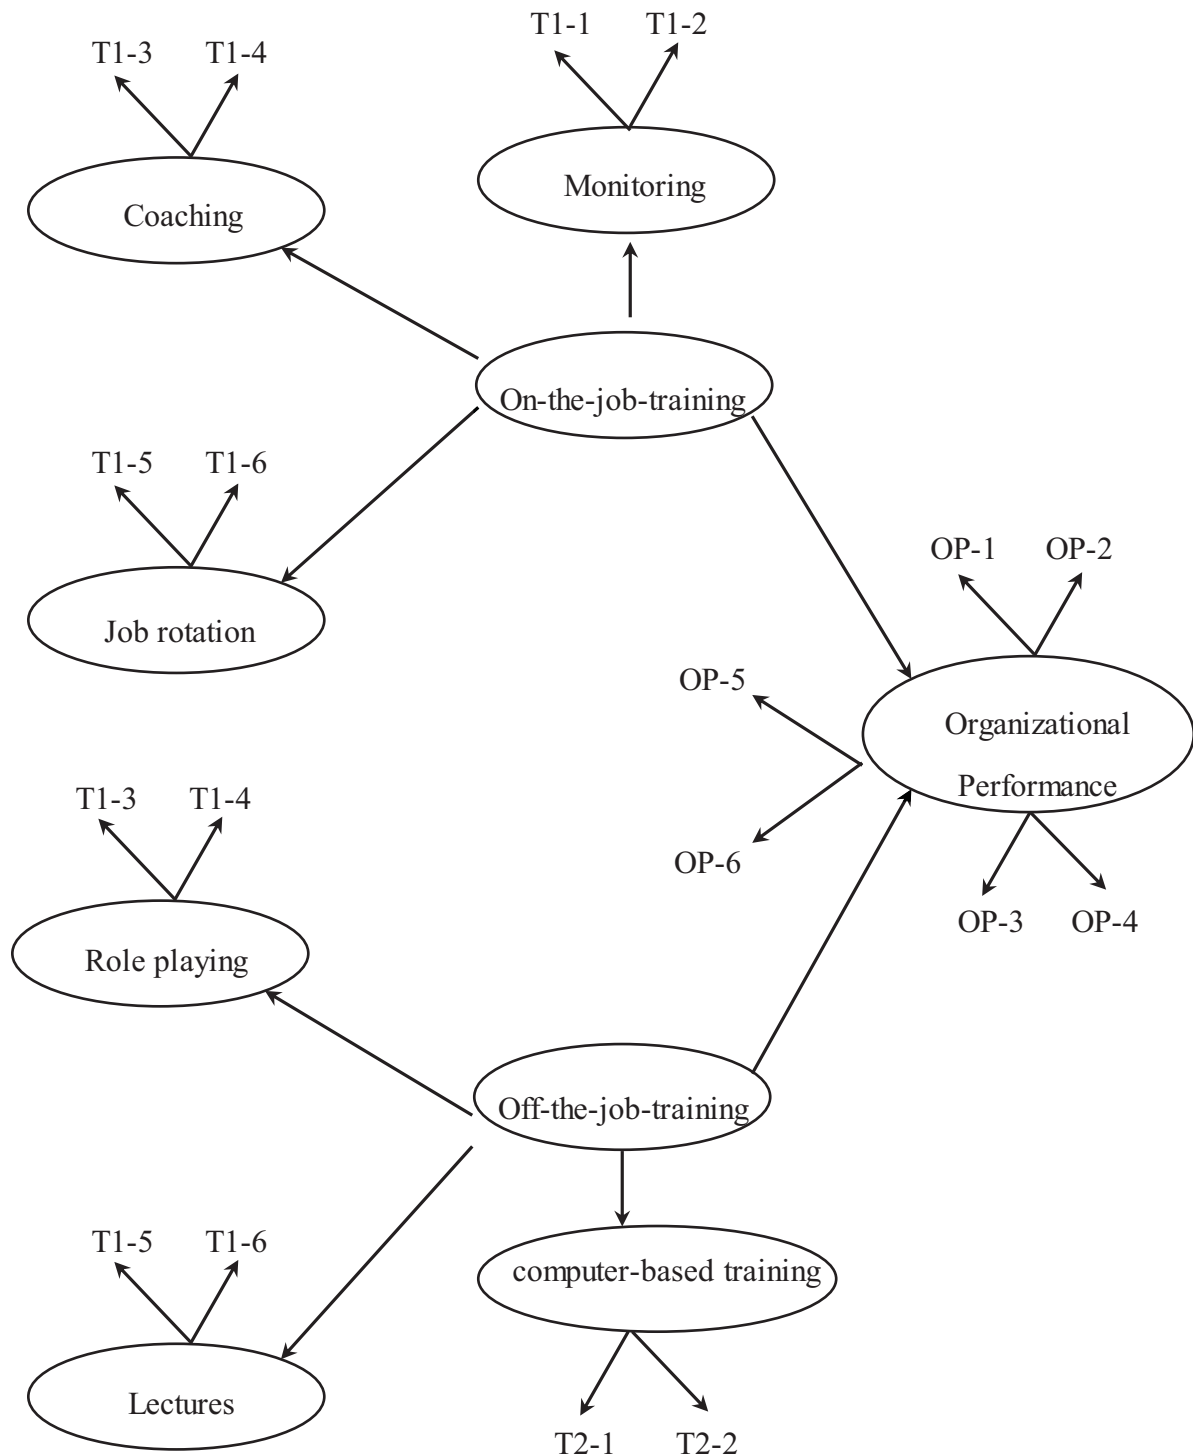 T1-1
T1-2
T1-3
T1-4
Monitoring
Coaching
On-the-job-training
T1-5
T1-6
Job rotation
OP-1
OP-2
OP-5
Organizational
Performance
OP-6
OP-3
OP-4
T1-3
T1-4
Role playing
Off-the-job-training
T1-5
T1-6
computer-based training
Lectures
T2-1
T2-2